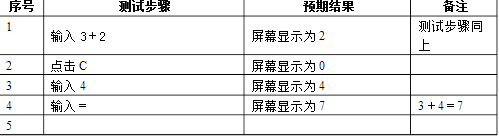 序号 测试步骤 预期结果 备注
1 输入 3+2 屏幕显示为 2 测试步骤同上
2 点击 C 屏幕显示为 0
3 输入 4 屏幕显示为 4
4 输入 = 屏幕显示为 7 3+4=7
5